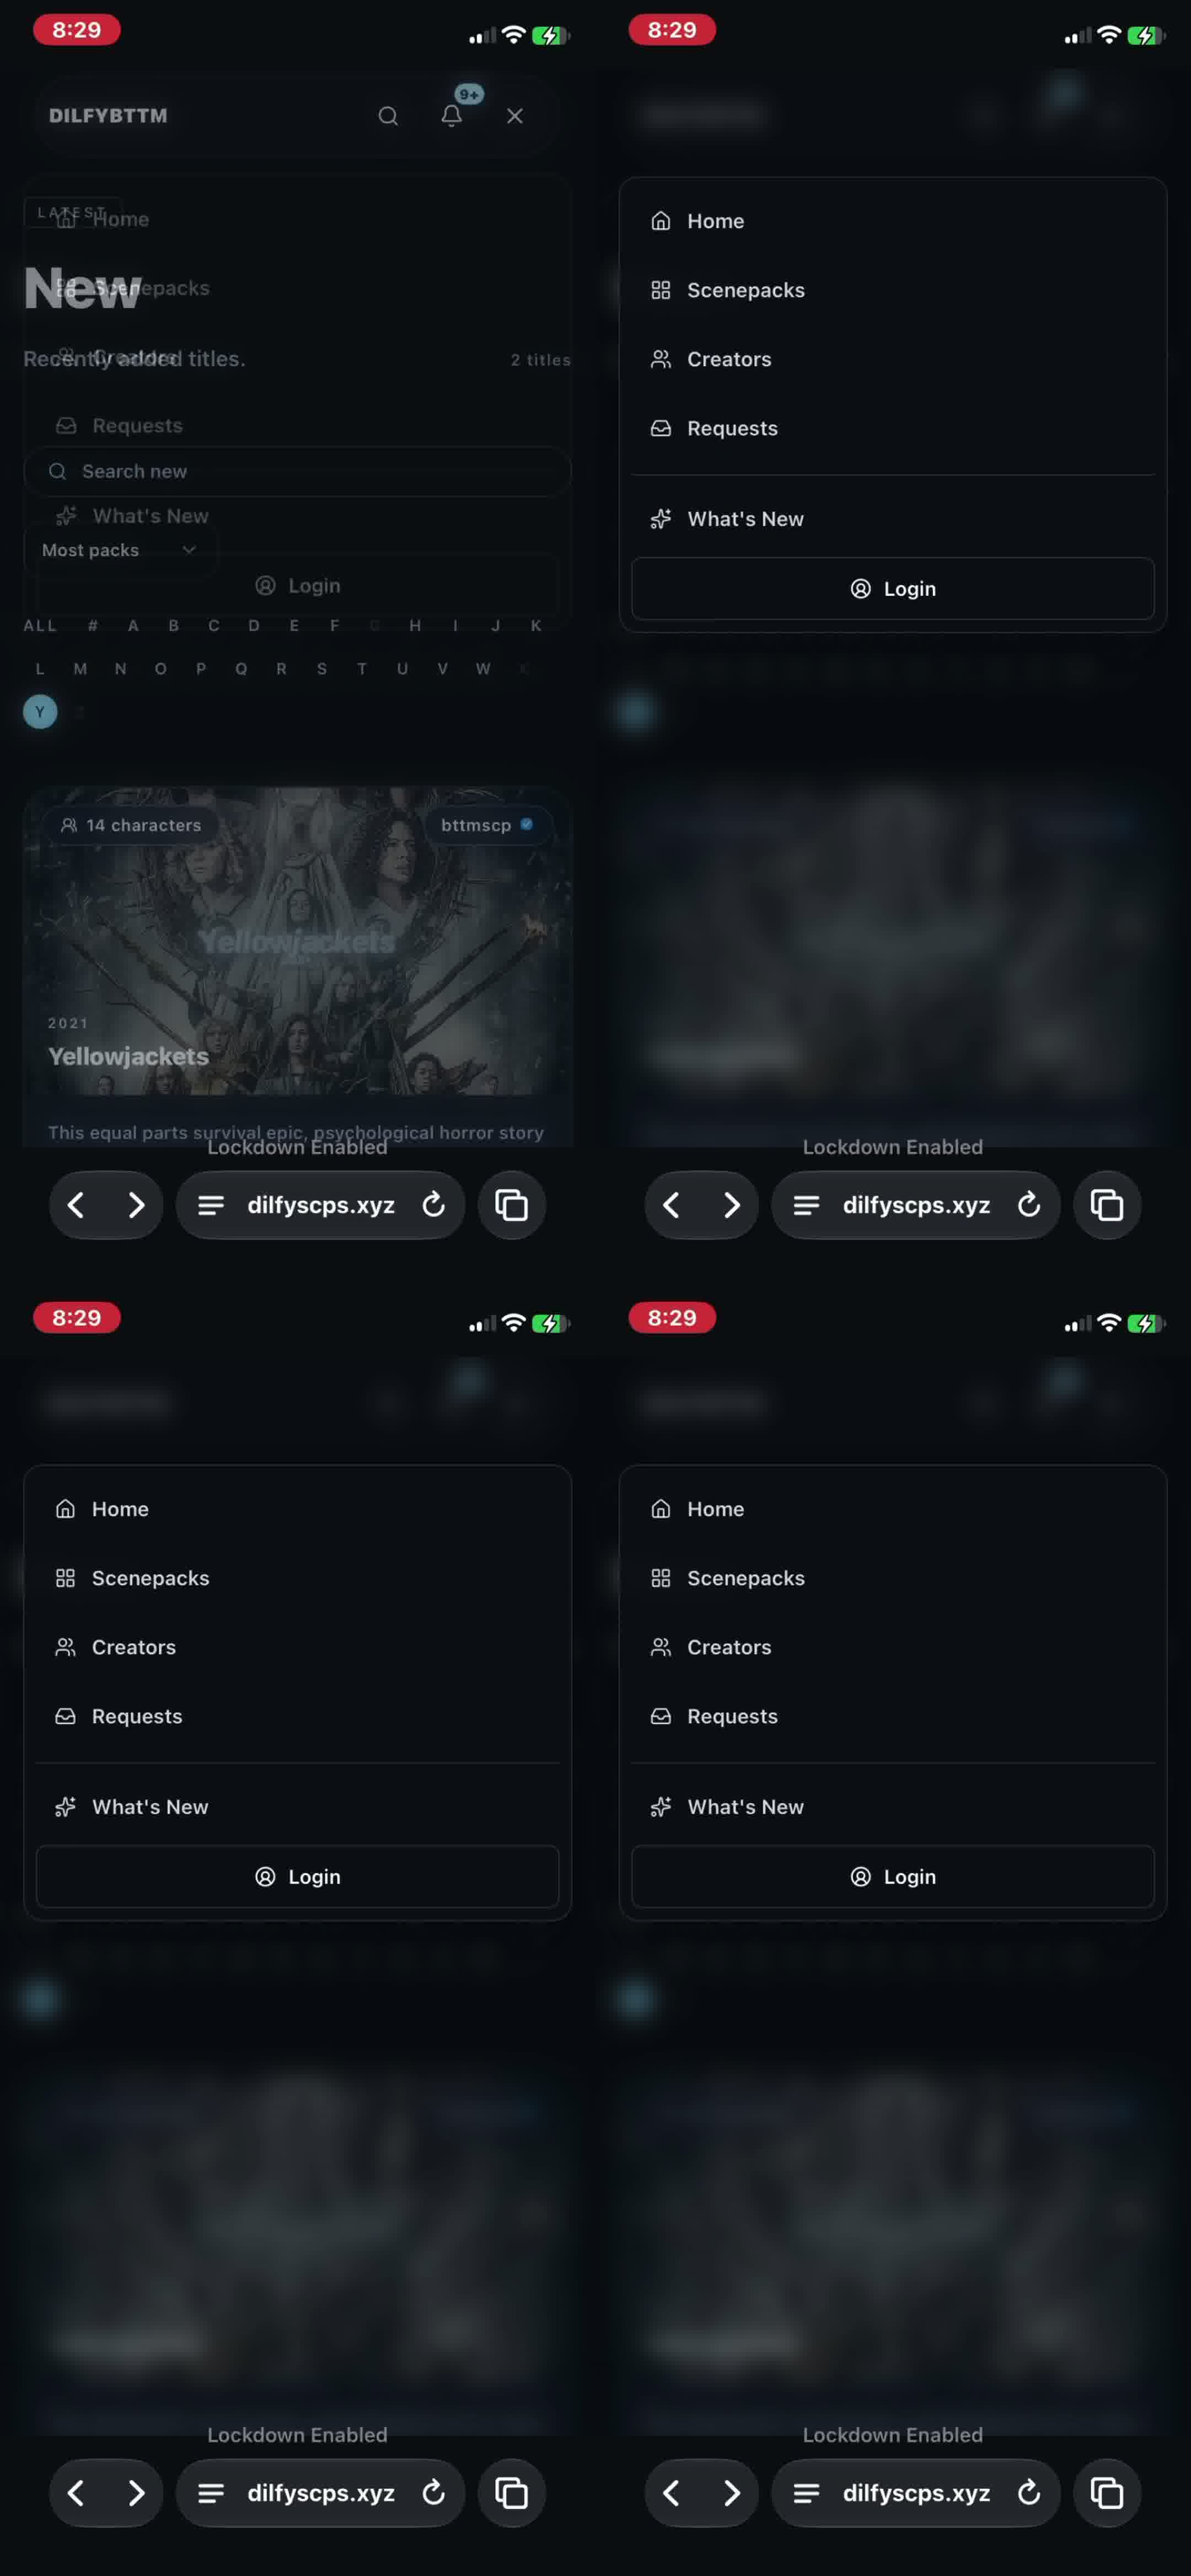 8:29
DILFYBTTM
9+
LATEST
Home
New
Scenepacks
Recently added titles.
Creators
2 titles
Requests
Search new
What's New
Most packs
Login
ALL # A B C D E F G H I J K
L M N O P Q R S T U V W X
Y Z
14 characters
bttmscp
Yellowjackets
2021
Yellowjackets
This equal parts survival epic, psychological horror story
Lockdown Enabled
dilfyscps.xyz
8:29
Home
Scenepacks
Creators
Requests
What's New
Login
Lockdown Enabled
dilfyscps.xyz
8:29
Home
Scenepacks
Creators
Requests
What's New
Login
Lockdown Enabled
dilfyscps.xyz
8:29
Home
Scenepacks
Creators
Requests
What's New
Login
Lockdown Enabled
dilfyscps.xyz